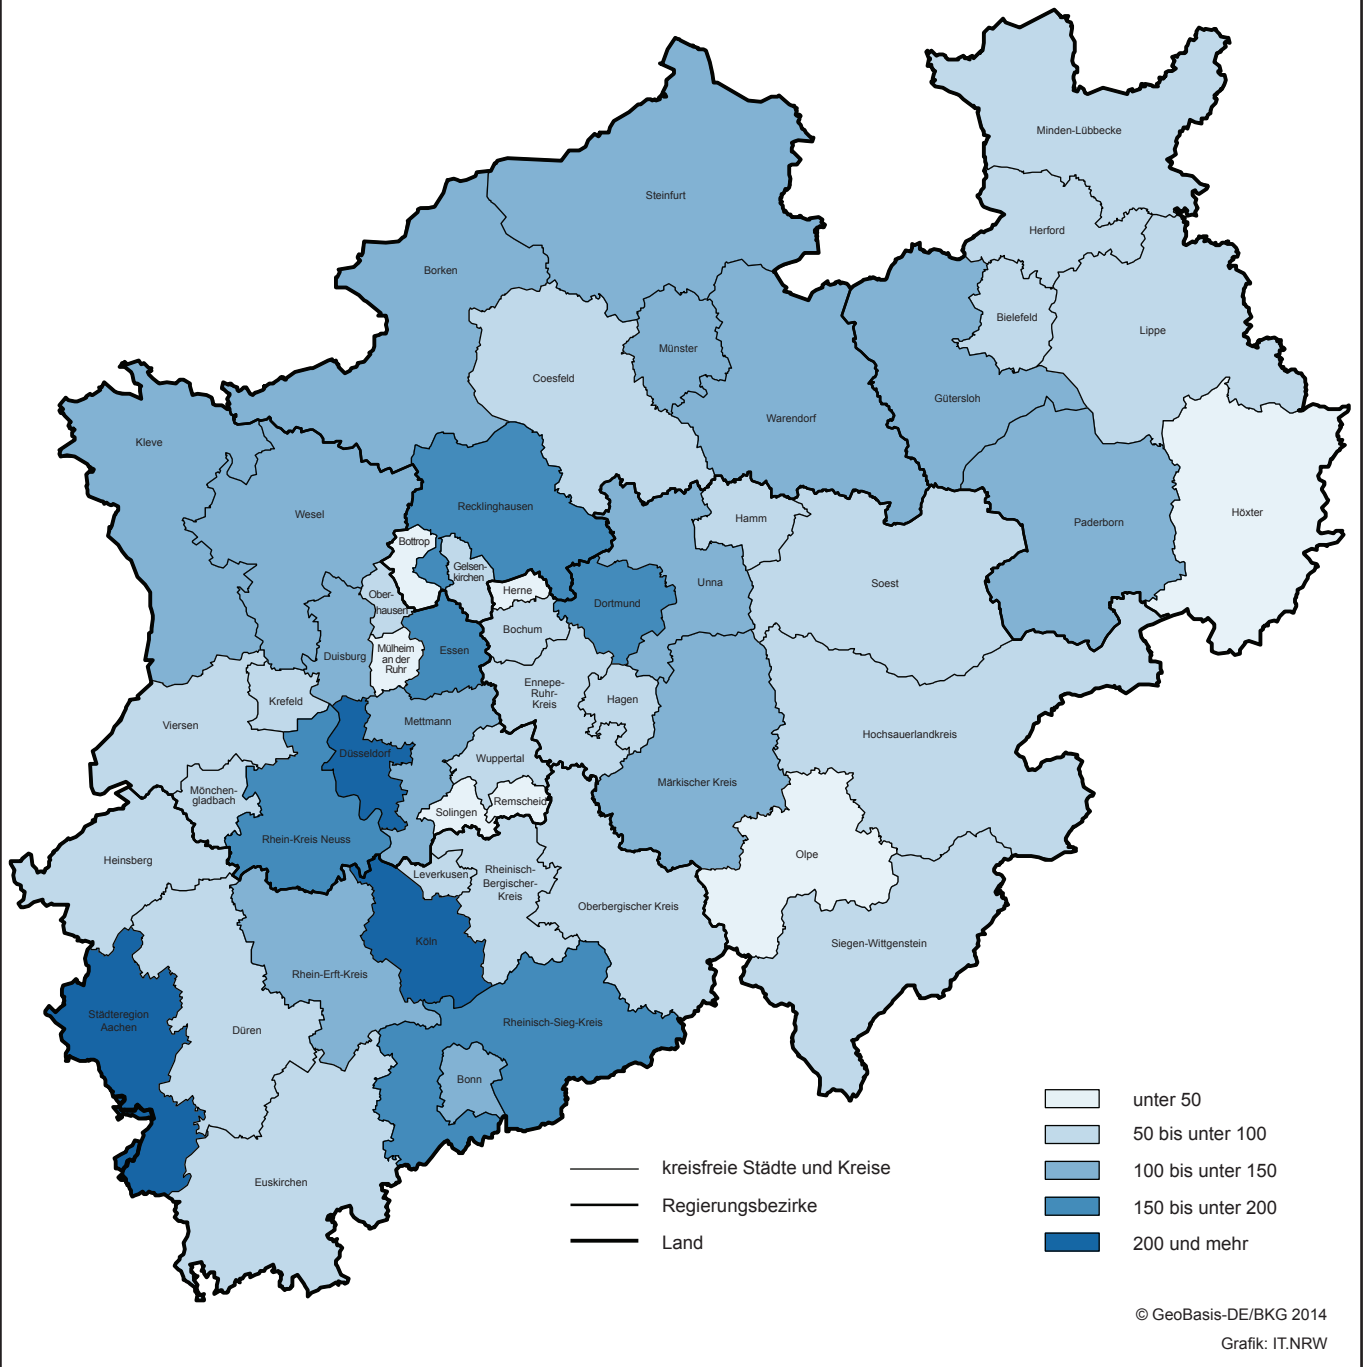 Minden-Lübbecke
Steinfurt
Herford
Borken
Bielefeld
Lippe
Münster
Coesfeld
Gütersloh
Warendorf
Kleve
Recklinghausen
Wesel
Hamm
Paderborn
Höxter
Bottrop
Gelsen-
kirchen
Unna
Soest
Herne
Ober-
hausen
Dortmund
Bochum
Duisburg
Mülheim
an der
Ruhr
Essen
Ennepe-
Ruhr-
Kreis
Hagen
Krefeld
Viersen
Mettmann
Hochsauerlandkreis
Düsseldorf
Wuppertal
Märkischer Kreis
Mönchen-
gladbach
Remscheid
Solingen
Rhein-Kreis Neuss
Olpe
Heinsberg
Leverkusen
Rheinisch-
Bergischer-
Kreis
Oberbergischer Kreis
Köln
Siegen-Wittgenstein
Rhein-Erft-Kreis
Städteregion
Aachen
Düren
Rheinisch-Sieg-Kreis
Bonn
Euskirchen
kreisfreie Städte und Kreise
Regierungsbezirke
Land
unter 50
50 bis unter 100
100 bis unter 150
150 bis unter 200
200 und mehr
© GeoBasis-DE/BKG 2014
Grafik: IT.NRW